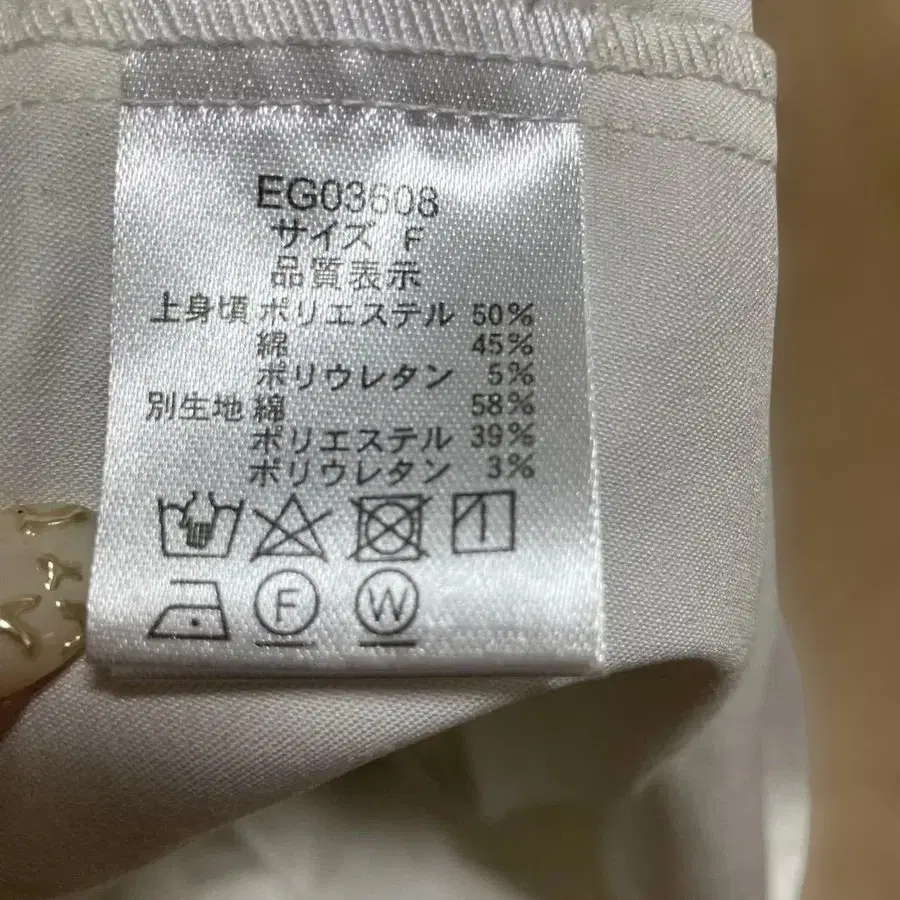 EG03608
サイズ F
品質表示
上身頃 ポリエステル 50%
綿 45%
ポリウレタン 5%
別生地 綿 58%
ポリエステル 39%
ポリウレタン 3%
F W